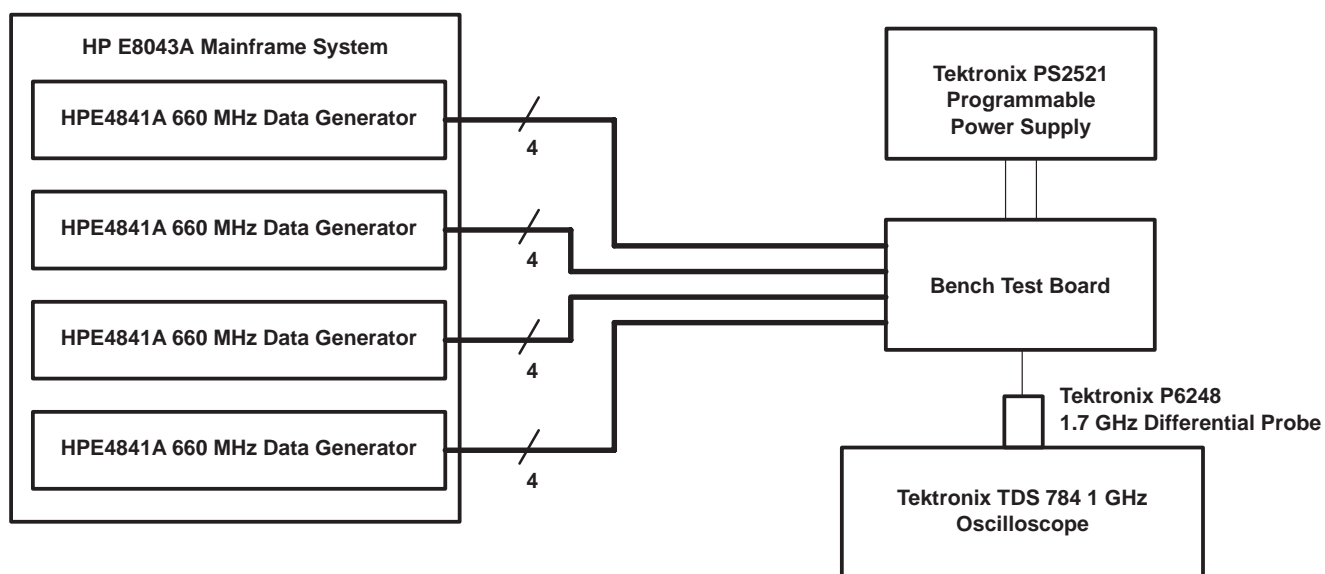 HP E8043A Mainframe System
HPE4841A 660 MHz Data Generator
4
HPE4841A 660 MHz Data Generator
4
HPE4841A 660 MHz Data Generator
4
HPE4841A 660 MHz Data Generator
4
Tektronix PS2521
Programmable
Power Supply
Bench Test Board
Tektronix P6248
1.7 GHz Differential Probe
Tektronix TDS 784 1 GHz
Oscilloscope